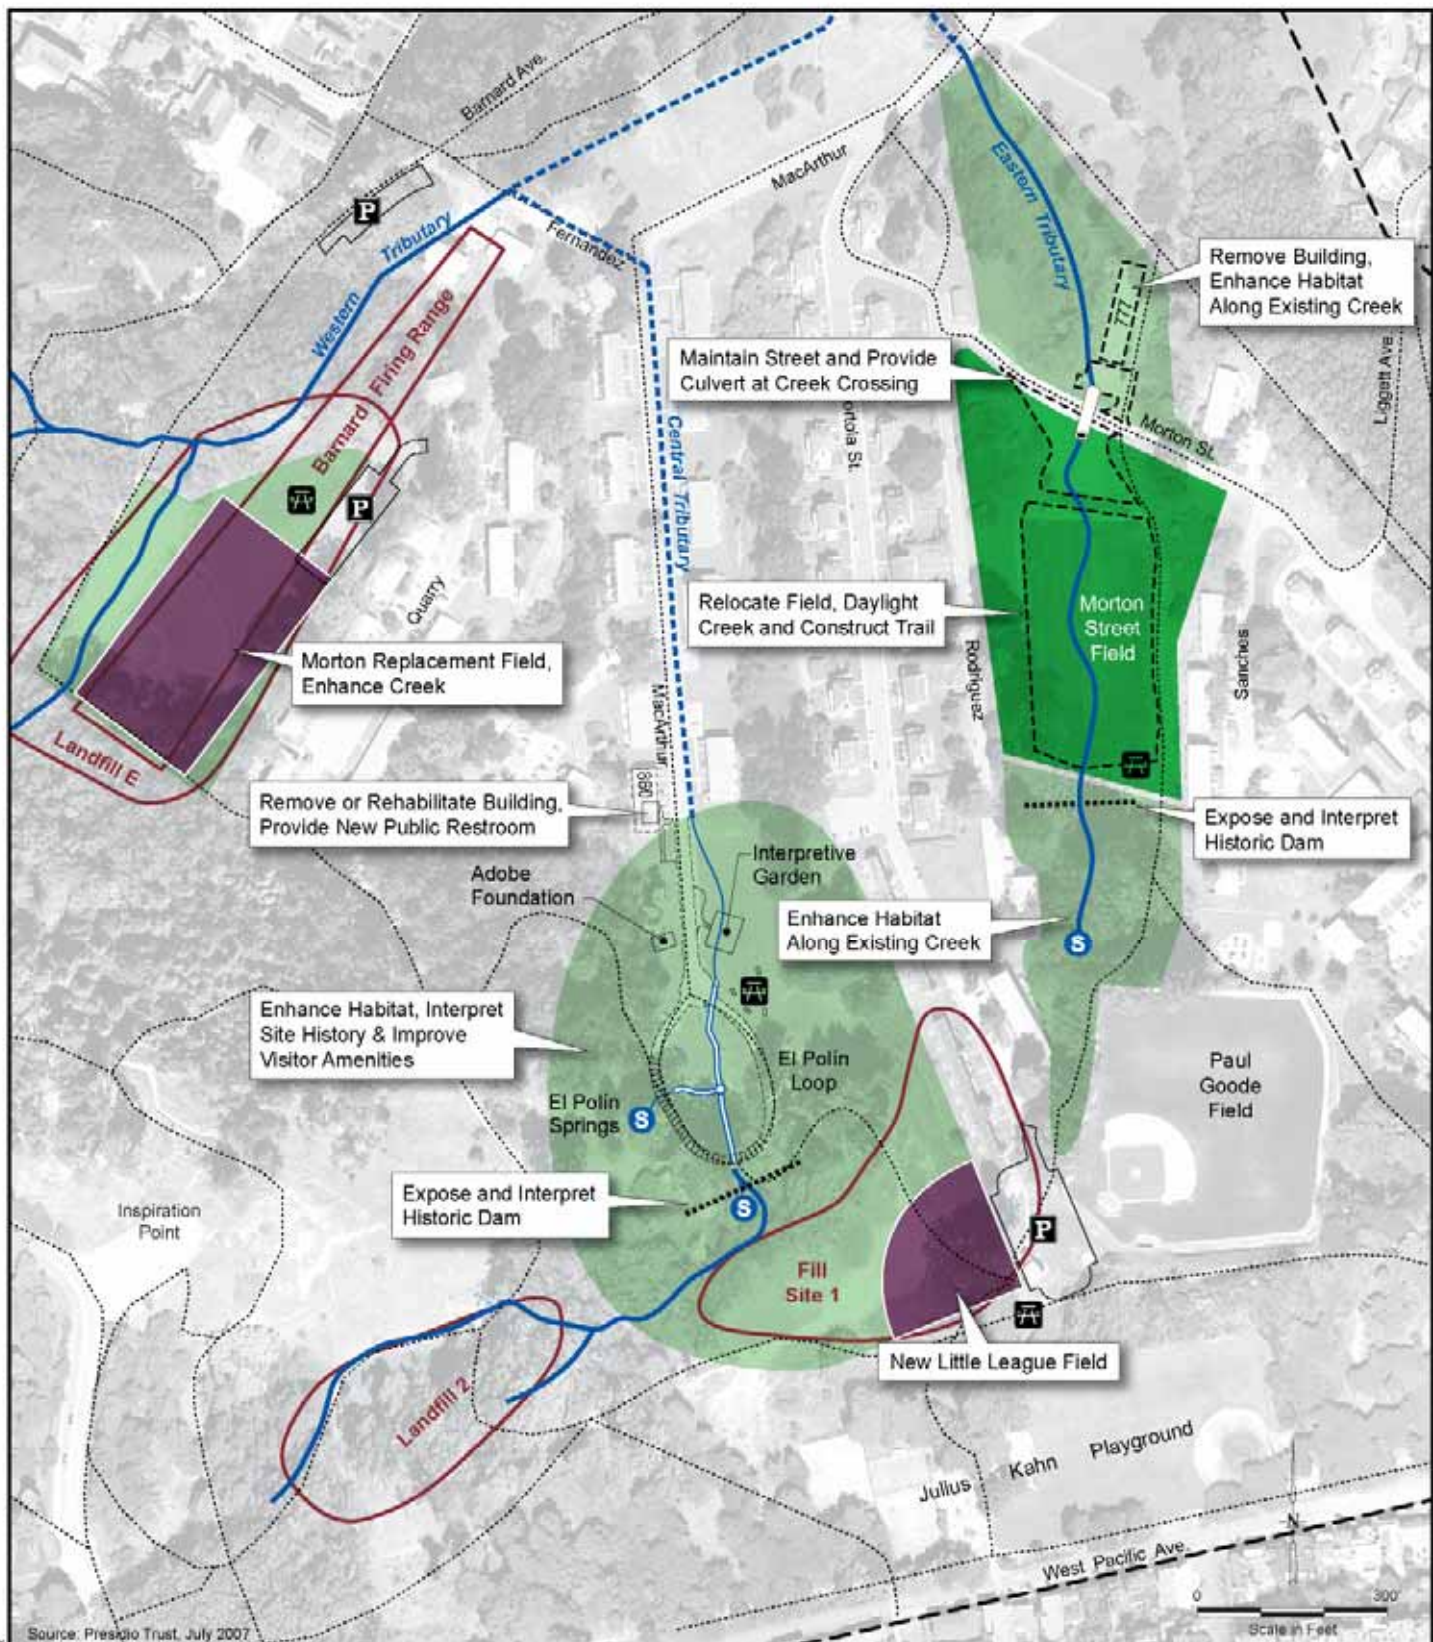 Barnard Ave.
MacArthur
Eastern Tributary
P
Tributary
Fernandez
Western
Remove Building,
Enhance Habitat
Along Existing Creek
777
Barnard Firing Range
Maintain Street and Provide
Culvert at Creek Crossing
Liggett Ave.
Morton St.
Central Tributary
P
Relocate Field, Daylight
Creek and Construct Trail
Morton
Street
Field
Quarry
Morton Replacement Field,
Enhance Creek
Rodriguez
Sanches
MacArthur
Landfill E
880
Remove or Rehabilitate Building,
Provide New Public Restroom
Expose and Interpret
Historic Dam
Interpretive
Garden
Adobe
Foundation
Enhance Habitat
Along Existing Creek
S
Enhance Habitat, Interpret
Site History & Improve
Visitor Amenities
El Polín
Loop
Paul
Goode
Field
El Polín
Springs
S
Expose and Interpret
Historic Dam
S
Inspiration
Point
P
Fill
Site 1
New Little League Field
Landfill 2
Julius Kahn Playground
N
West Pacific Ave.
0 300'
Scale in Feet
Source: Presidio Trust, July 2007